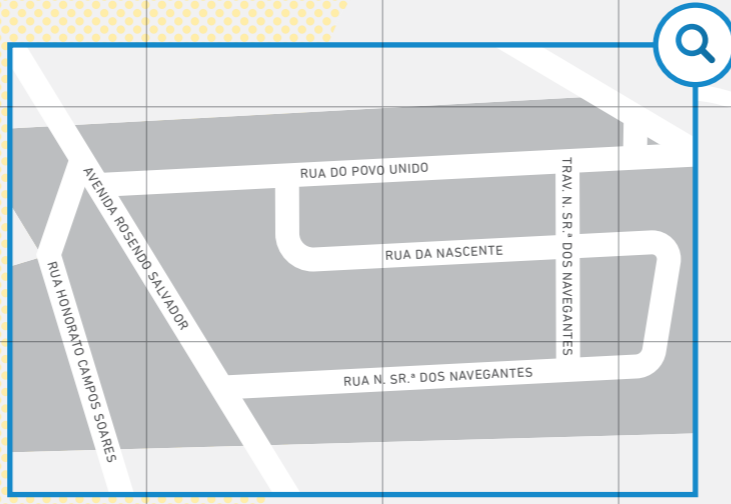 RUA DO POVO UNIDO
AVENIDA ROSENDO SALVADOR
TRAV. N. SR.ª DOS NAVEGANTES
RUA DA NASCENTE
RUA HONORATO CAMPOS SOARES
RUA N. SR.ª DOS NAVEGANTES